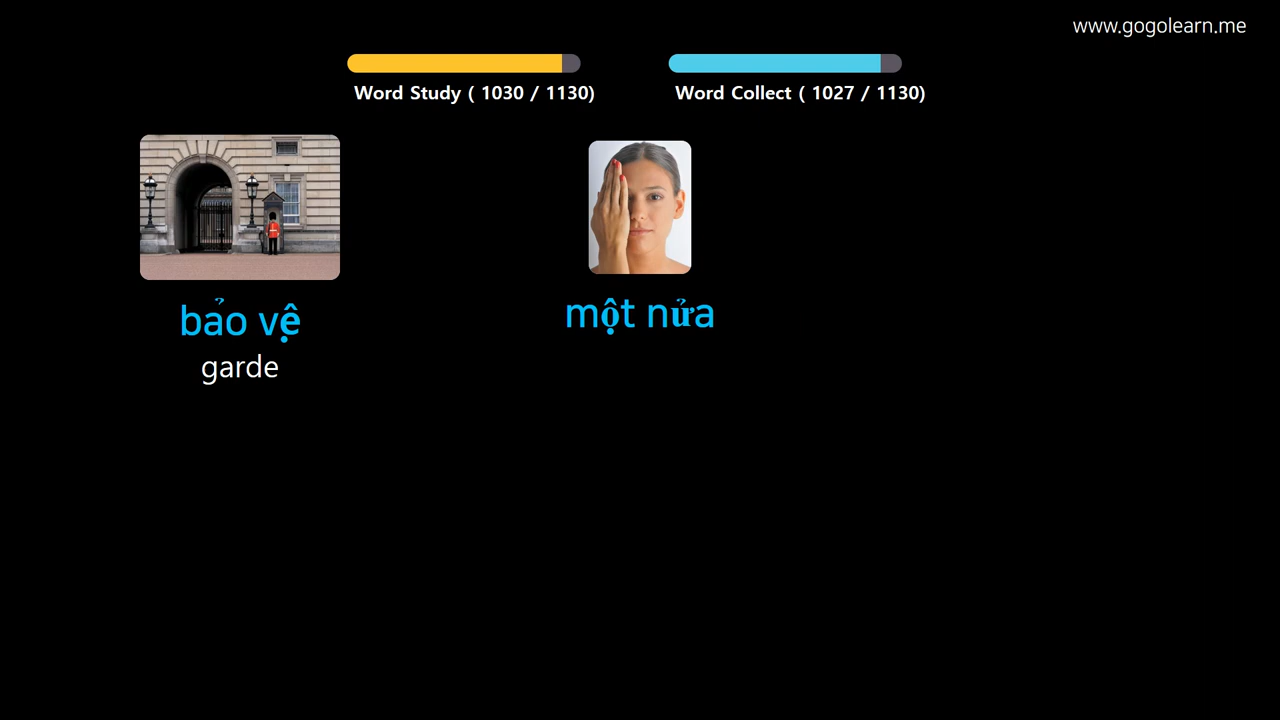 www.gogolearn.me
Word Study ( 1030 / 1130)
Word Collect ( 1027 / 1130)
bảo vệ
garde
một nửa